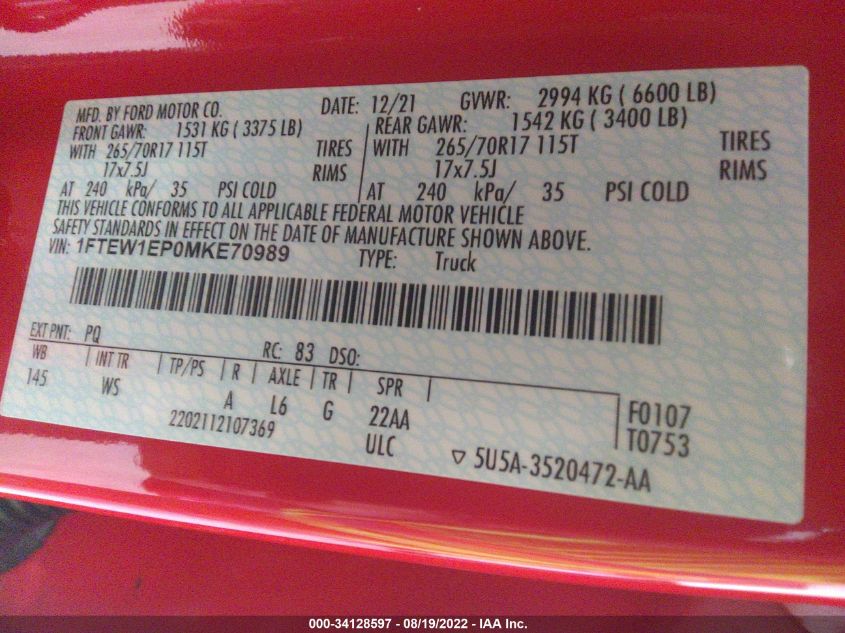 MFD. BY FORD MOTOR CO. DATE: 12/21 GVWR: 2994 KG ( 6600 LB)
FRONT GAWR: 1531 KG ( 3375 LB) REAR GAWR: 1542 KG ( 3400 LB)
WITH 265/70R17 115T TIRES WITH 265/70R17 115T TIRES
17x7.5J RIMS 17x7.5J RIMS
AT 240 kPa/ 35 PSI COLD AT 240 kPa/ 35 PSI COLD
THIS VEHICLE CONFORMS TO ALL APPLICABLE FEDERAL MOTOR VEHICLE
SAFETY STANDARDS IN EFFECT ON THE DATE OF MANUFACTURE SHOWN ABOVE.
VIN: 1FTEW1EP0MKE70989 TYPE: Truck
EXT PNT: PQ RC: 83 DSO:
WB | INT TR | TP/PS | R | AXLE | TR SPR
145 WS A L6 G 22AA F0107
2202112107369 ULC T0753
▽ 5U5A-3520472-AA
000-34128597 - 08/19/2022 - IAA Inc.